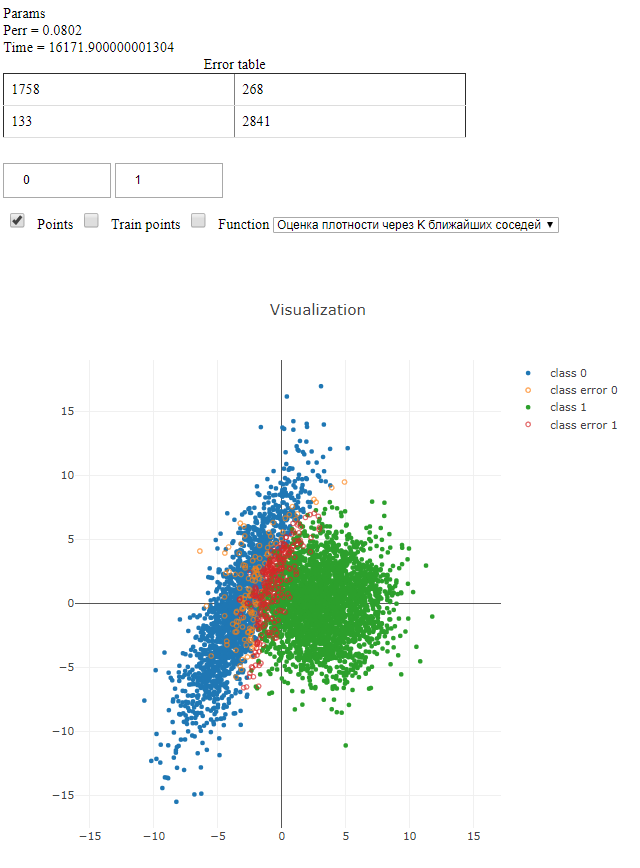 Params
Perr = 0.0802
Time = 16171.900000001304
Error table
1758 268
133 2841
0 1
Points Train points Function Оценка плотности через К ближайших соседей
Visualization
class 0
class error 0
class 1
class error 1
15
10
5
0
−5
−10
−15
−15 −10 −5 0 5 10 15